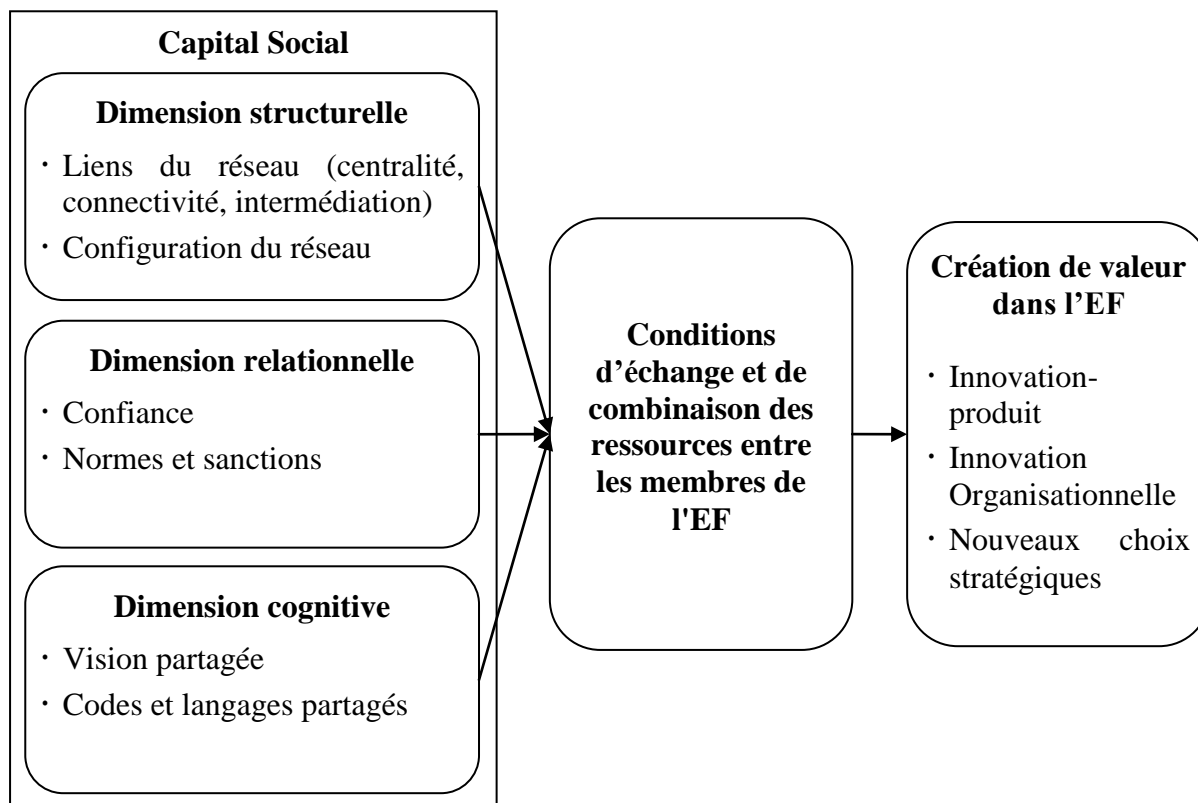 Capital Social
Dimension structurelle
· Liens du réseau (centralité,
connectivité, intermédiation)
· Configuration du réseau
Dimension relationnelle
· Confiance
· Normes et sanctions
Dimension cognitive
· Vision partagée
· Codes et langages partagés
Conditions
d’échange et de
combinaison des
ressources entre
les membres de
l'EF
Création de valeur
dans l’EF
· Innovation-
produit
· Innovation
Organisationnelle
· Nouveaux choix
stratégiques